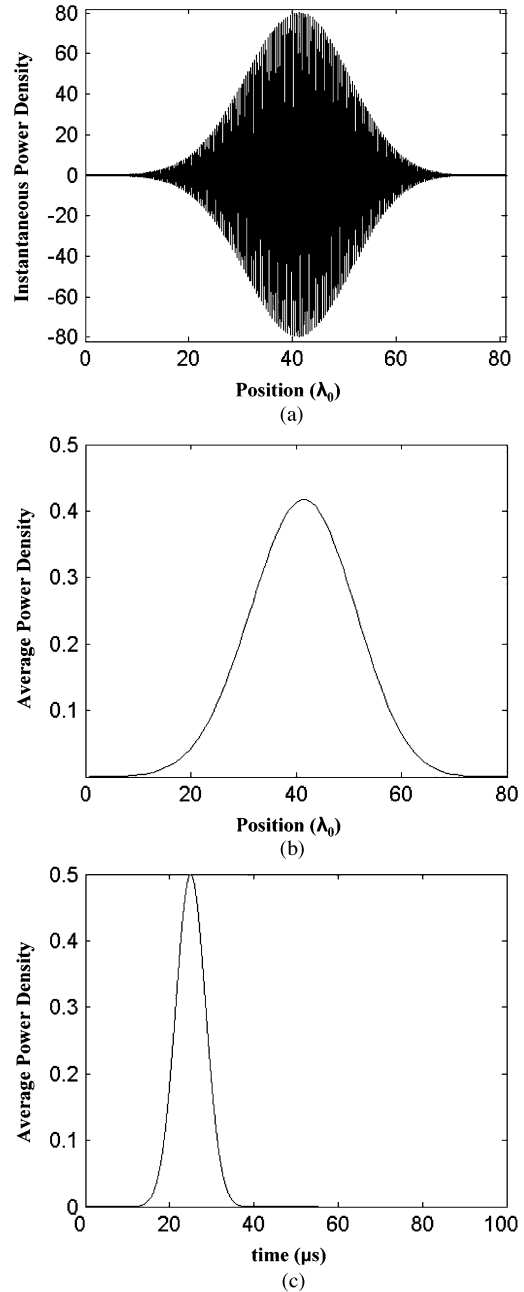 80
60
40
20
0
-20
-40
-60
-80
Instantaneous Power Density
0 20 40 60 80
Position (λ₀)
(a)
0.5
0.4
0.3
0.2
0.1
Average Power Density
0 20 40 60 80
Position (λ₀)
(b)
0.5
0.4
0.3
0.2
0.1
0
Average Power Density
0 20 40 60 80 100
time (μs)
(c)